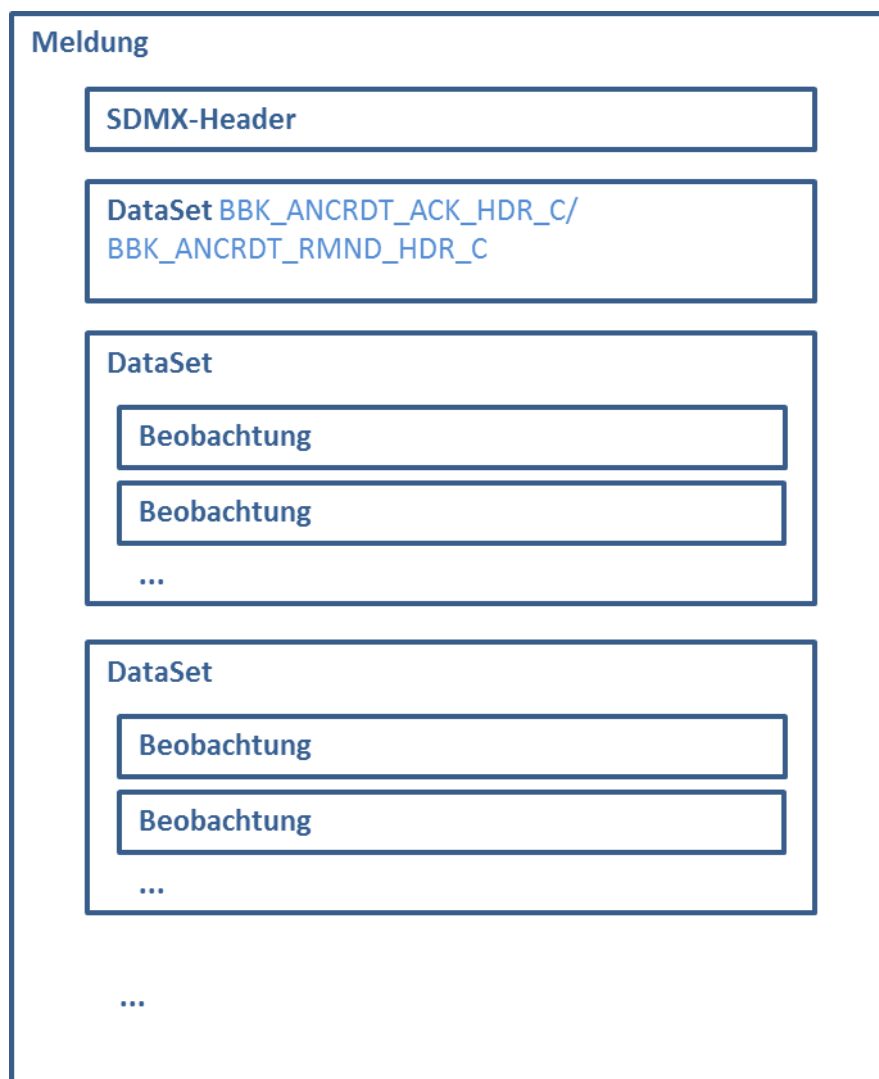 Meldung
SDMX-Header
DataSet BBK_ANCRDT_ACK_HDR_C/
BBK_ANCRDT_RMND_HDR_C
DataSet
Beobachtung
Beobachtung
...
DataSet
Beobachtung
Beobachtung
...
...